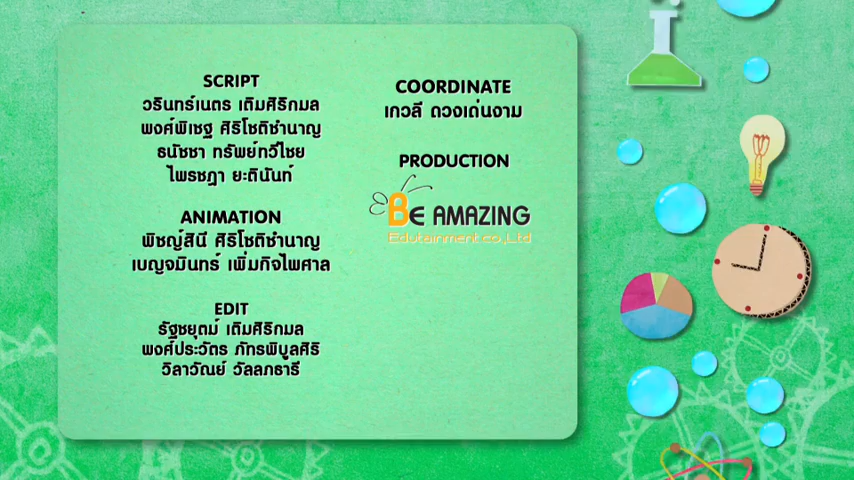 SCRIPT
วรินทร์เนตร เติมศิริกมล
พงศ์พิเชฐ ศิริโชติชำนาญ
ธนัชชา ทรัพย์ทวีไชย
ไพรชฎา ยะตินันท์
ANIMATION
พิชญ์สินี ศิริโชติชำนาญ
เบญจมินทร์ เพิ่มกิจไพศาล
EDIT
รัฐชยุตม์ เติมศิริกมล
พงศ์ประวัตร ภัทรพิบูลศิริ
วิลาวัณย์ วัลลภธารี
COORDINATE
เกวลี ดวงเด่นงาม
PRODUCTION
BE AMAZING
Edutainment co.,Ltd